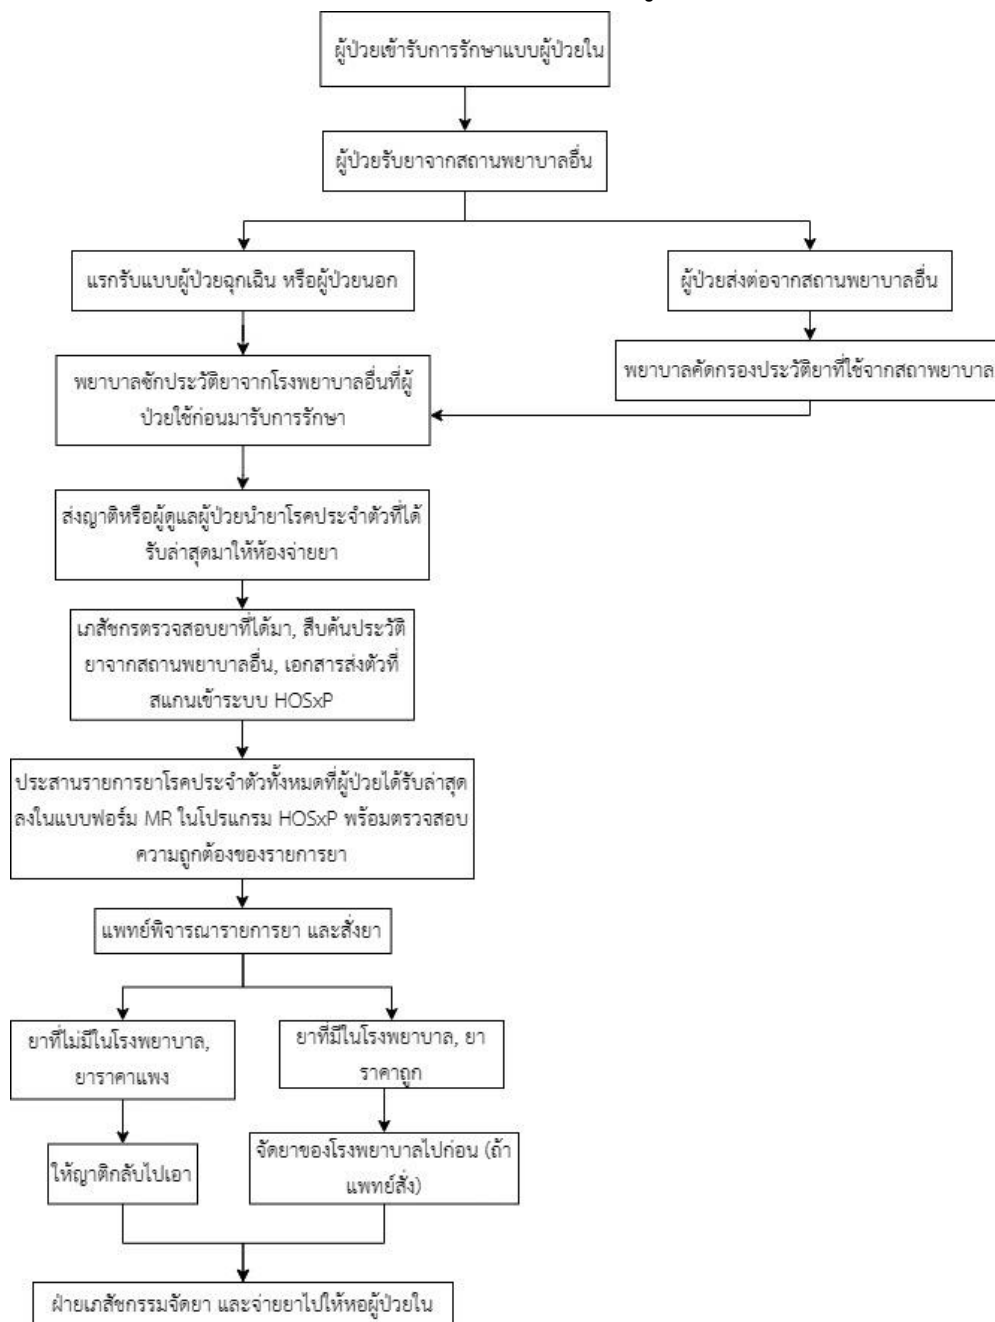 ผู้ป่วยเข้ารับการรักษาแบบผู้ป่วยใน
ผู้ป่วยรับยาจากสถานพยาบาลอื่น
แรกรับแบบผู้ป่วยฉุกเฉิน หรือผู้ป่วยนอก
ผู้ป่วยส่งต่อจากสถานพยาบาลอื่น
พยาบาลซักประวัติยาจากโรงพยาบาลอื่นที่ผู้
ป่วยใช้ก่อนมารับการรักษา
พยาบาลคัดกรองประวัติยาที่ใช้จากสถาพยาบาล
ส่งญาติหรือผู้ดูแลผู้ป่วยนำยาโรคประจำตัวที่ได้
รับล่าสุดมาให้ห้องจ่ายยา
เภสัชกรตรวจสอบยาที่ได้มา, สืบค้นประวัติ
ยาจากสถานพยาบาลอื่น, เอกสารส่งตัวที่
สแกนเข้าระบบ HOSxP
ประสานรายการยาโรคประจำตัวทั้งหมดที่ผู้ป่วยได้รับล่าสุด
ลงในแบบฟอร์ม MR ในโปรแกรม HOSxP พร้อมตรวจสอบ
ความถูกต้องของรายการยา
แพทย์พิจารณารายการยา และสั่งยา
ยาที่ไม่มีในโรงพยาบาล,
ยาราคาแพง
ยาที่มีในโรงพยาบาล, ยา
ราคาถูก
ให้ญาติกลับไปเอา
จัดยาของโรงพยาบาลไปก่อน (ถ้า
แพทย์สั่ง)
ฝ่ายเภสัชกรรมจัดยา และจ่ายยาไปให้หอผู้ป่วยใน